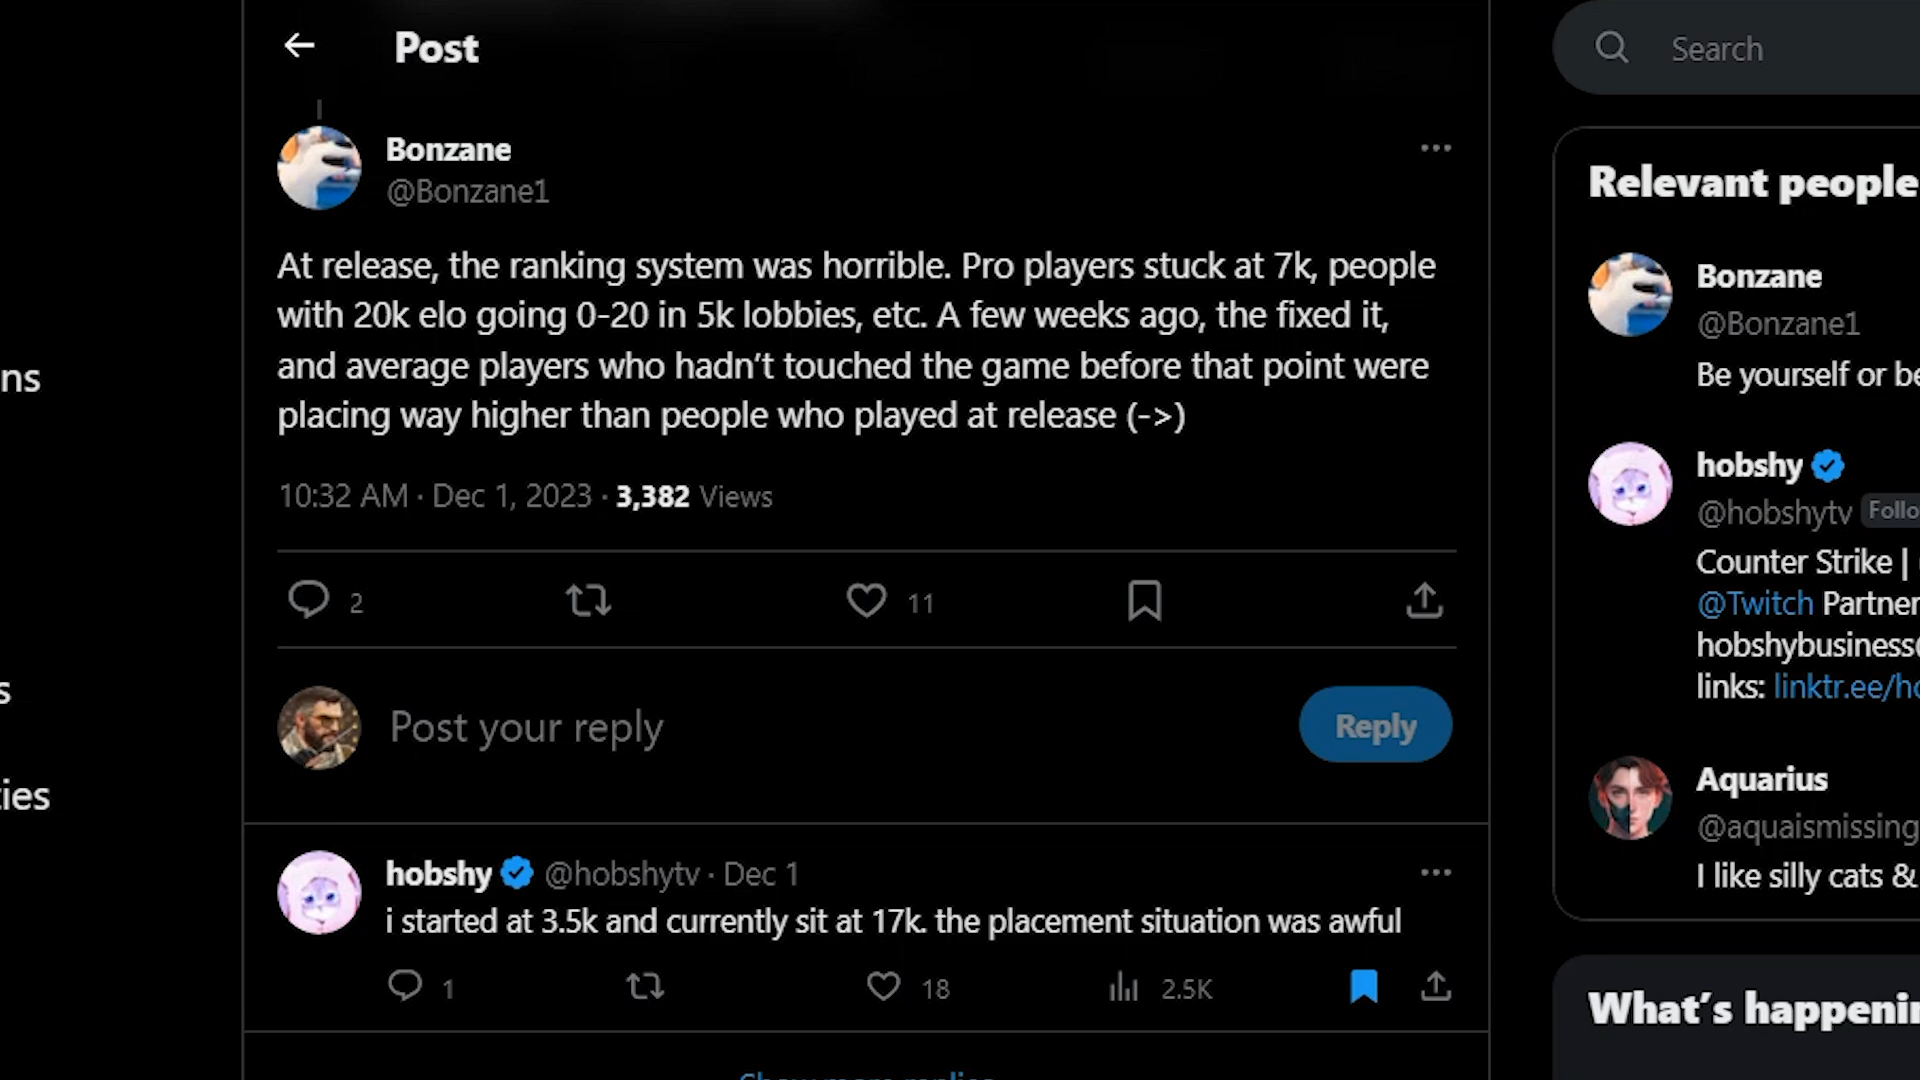 Post
Search
Bonzane
@Bonzane1
At release, the ranking system was horrible. Pro players stuck at 7k, people
with 20k elo going 0-20 in 5k lobbies, etc. A few weeks ago, the fixed it,
and average players who hadn't touched the game before that point were
placing way higher than people who played at release (->)
10:32 AM · Dec 1, 2023 · 3,382 Views
2
11
Post your reply
Reply
hobshy @hobshytv · Dec 1
i started at 3.5k and currently sit at 17k. the placement situation was awful
1
18
2.5K
Show more replies
ns
s
ties
Relevant people
Bonzane
@Bonzane1
Be yourself or be
hobshy
@hobshytv Follo
Counter Strike |
@Twitch Partner
hobshybusiness
links: linktr.ee/ho
Aquarius
@aquaismissing
I like silly cats &
What's happenin